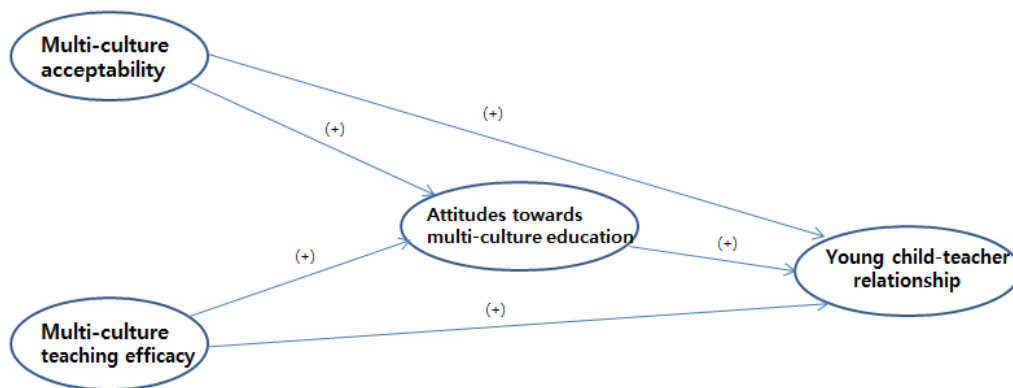 Multi-culture
acceptability
(+)
(+)
Attitudes towards
multi-culture education
(+)
(+)
Young child-teacher
relationship
(+)
Multi-culture
teaching efficacy